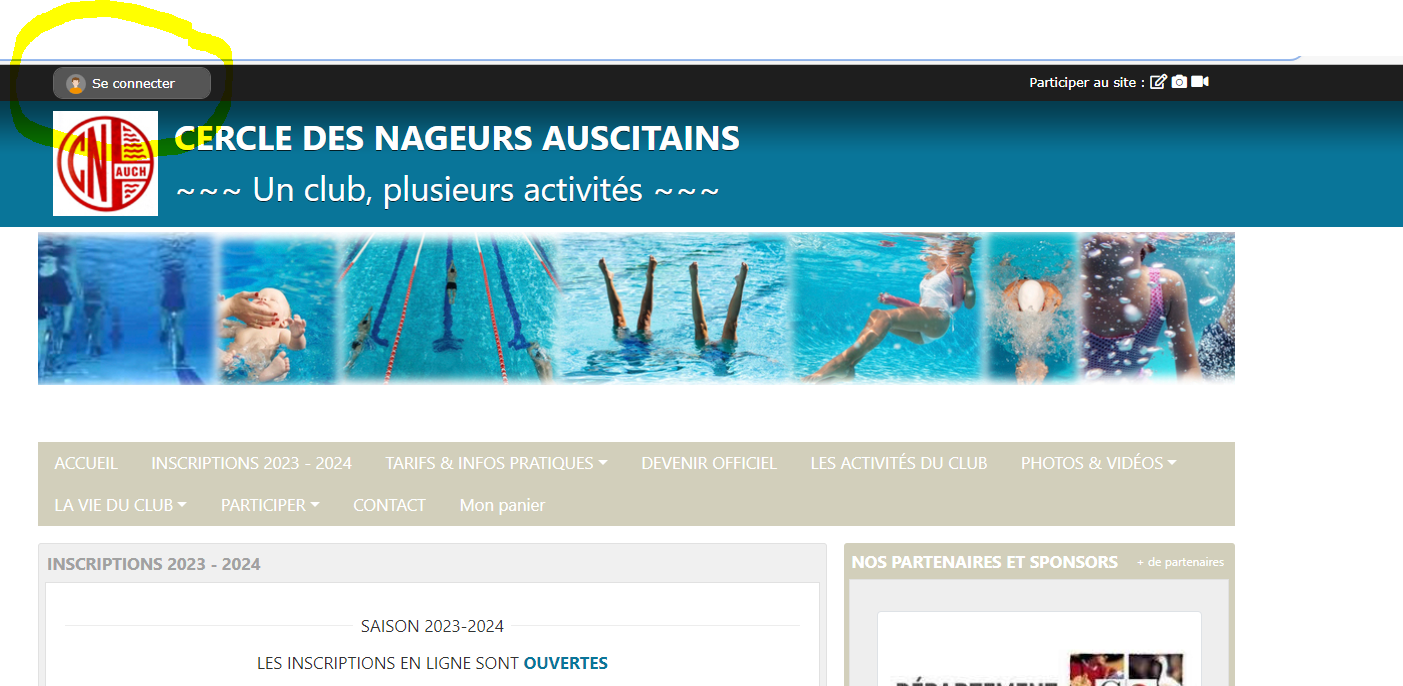 Se connecter
Participer au site :
CN
AUCH
CERCLE DES NAGEURS AUSCITAINS
~~~ Un club, plusieurs activités ~~~
ACCUEIL INSCRIPTIONS 2023 - 2024 TARIFS & INFOS PRATIQUES DEVENIR OFFICIEL LES ACTIVITÉS DU CLUB PHOTOS & VIDÉOS
LA VIE DU CLUB PARTICIPER CONTACT Mon panier
INSCRIPTIONS 2023 - 2024
SAISON 2023-2024
LES INSCRIPTIONS EN LIGNE SONT OUVERTES
NOS PARTENAIRES ET SPONSORS + de partenaires
DÉPARTEMENT